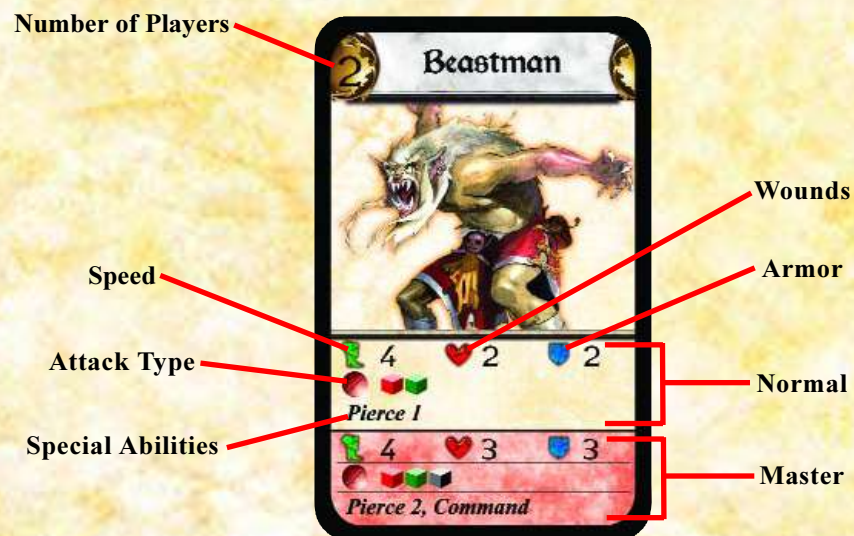 Number of Players
2
Beastman
Wounds
Speed
Armor
Attack Type
4 2 2
Normal
Pierce 1
Special Abilities
4 3 3
Master
Pierce 2, Command